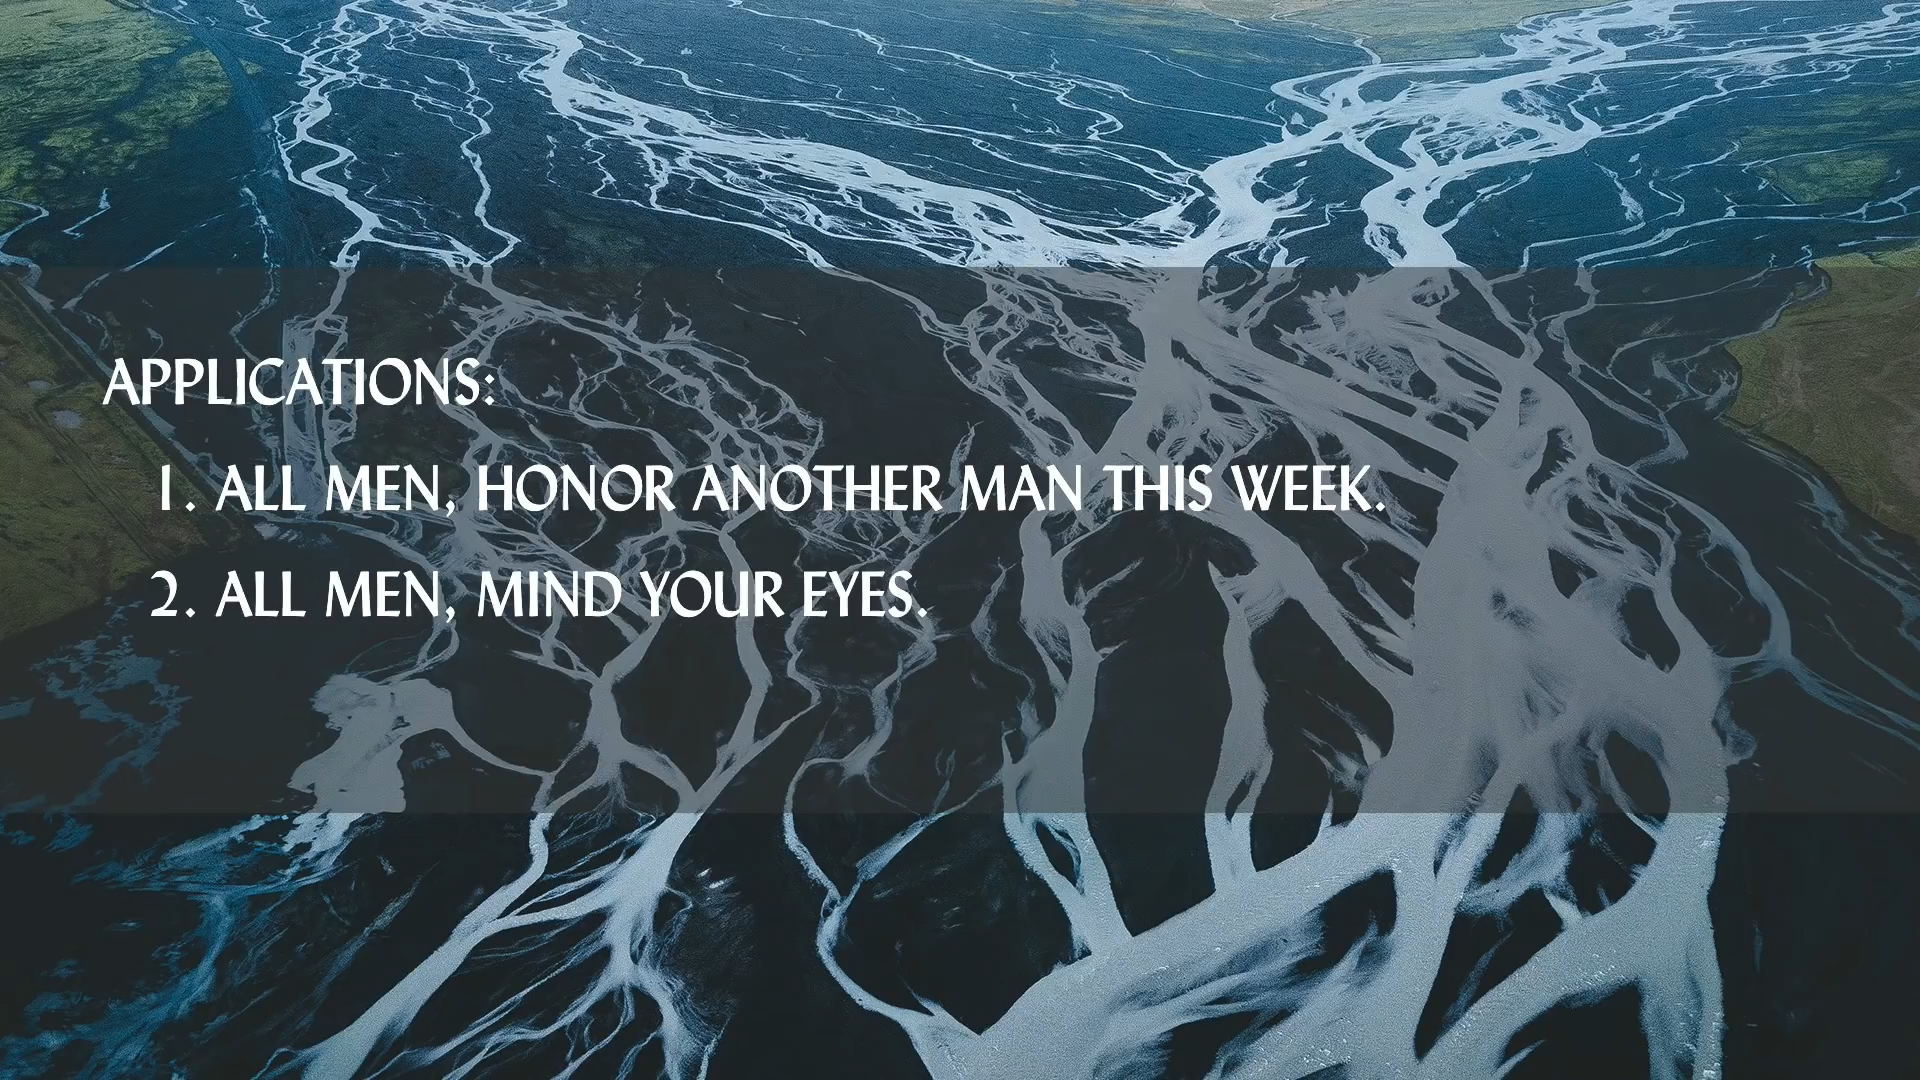 APPLICATIONS:
1. ALL MEN, HONOR ANOTHER MAN THIS WEEK.
2. ALL MEN, MIND YOUR EYES.